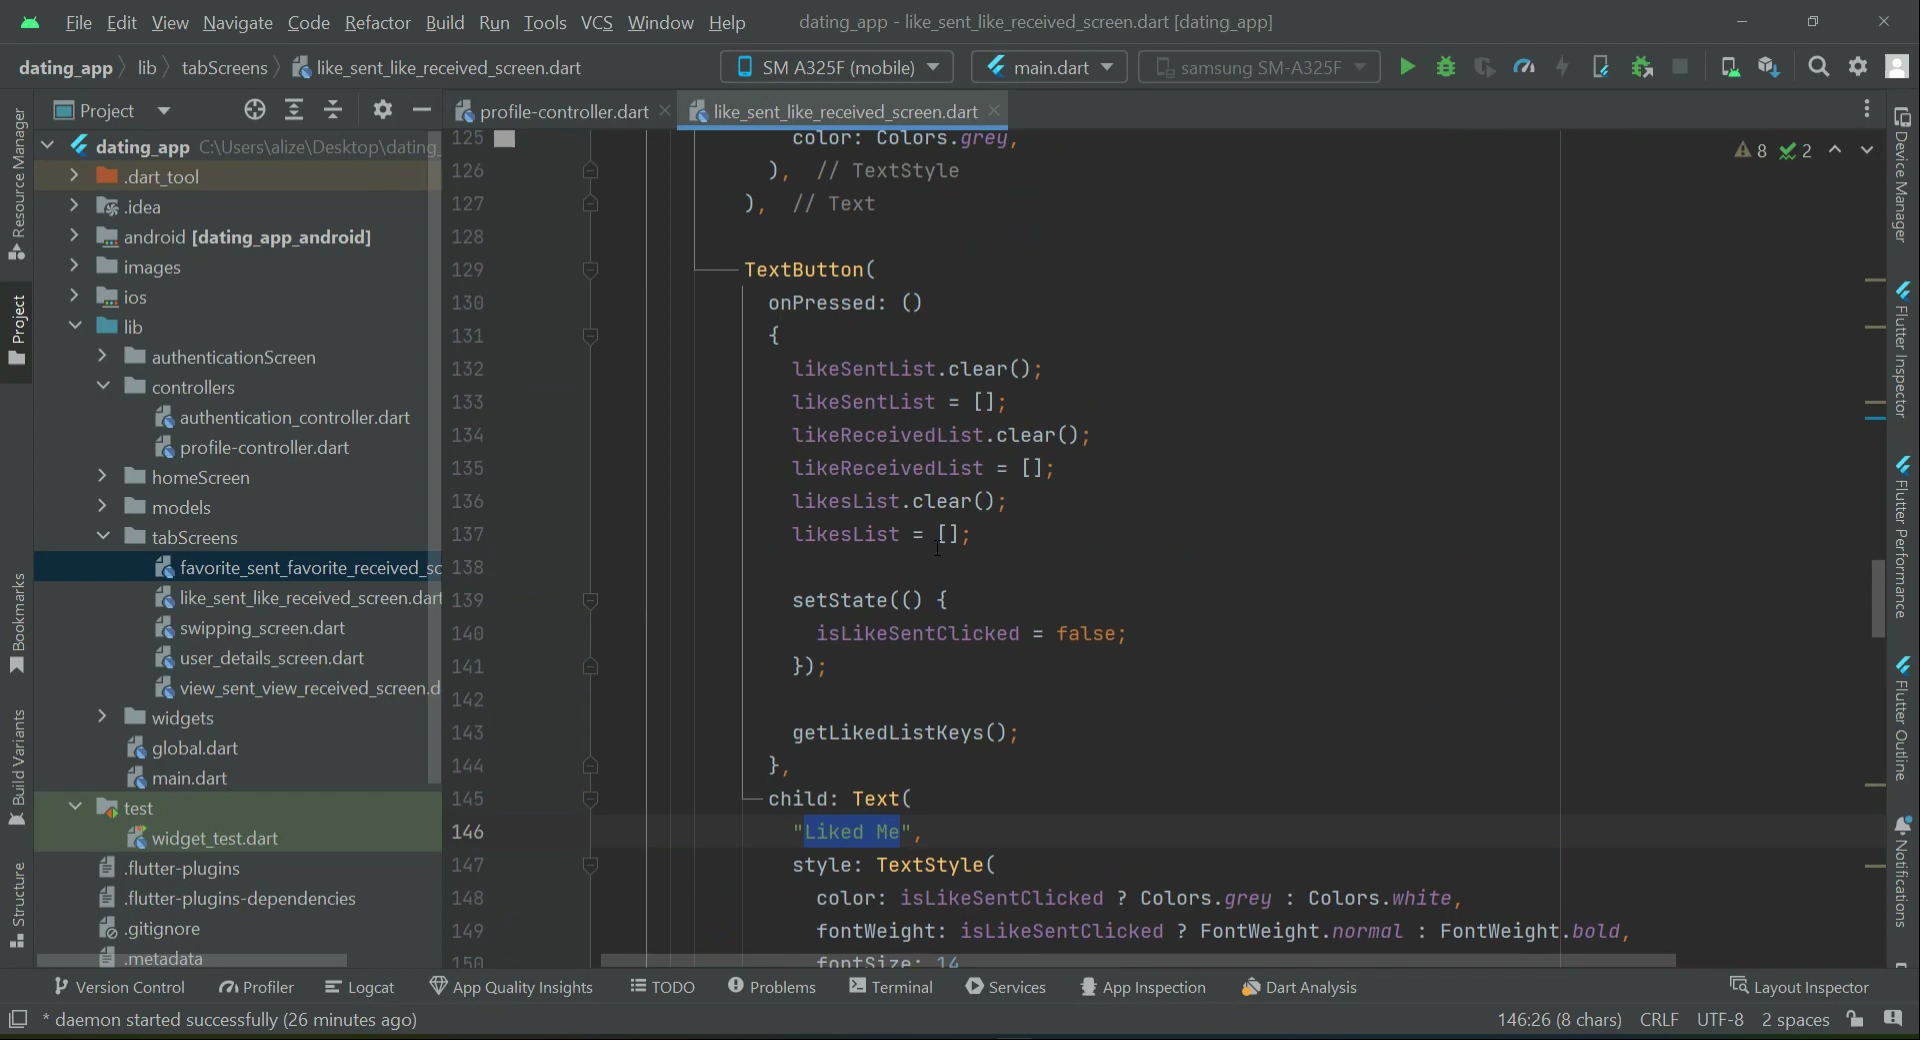 File Edit View Navigate Code Refactor Build Run Tools VCS Window Help dating_app - like_sent_like_received_screen.dart [dating_app]
dating_app lib tabScreens like_sent_like_received_screen.dart SM A325F (mobile) main.dart samsung SM-A325F
Project profile-controller.dart like_sent_like_received_screen.dart
dating_app C:\Users\alize\Desktop\dating_
.dart_tool
.idea
android [dating_app_android]
images
ios
lib
authenticationScreen
controllers
authentication_controller.dart
profile-controller.dart
homeScreen
models
tabScreens
favorite_sent_favorite_received_sc
like_sent_like_received_screen.dart
swipping_screen.dart
user_details_screen.dart
view_sent_view_received_screen.d
widgets
global.dart
main.dart
test
widget_test.dart
.flutter-plugins
.flutter-plugins-dependencies
.gitignore
.metadata
125 color: Colors.grey,
126 ), // TextStyle
127 ), // Text
128
129 TextButton(
130 onPressed: ()
131 {
132 likeSentList.clear();
133 likeSentList = [];
134 likeReceivedList.clear();
135 likeReceivedList = [];
136 likesList.clear();
137 likesList = [];
138
139 setState(() {
140 isLikeSentClicked = false;
141 });
142
143 getLikedListKeys();
144 },
145 child: Text(
146 "Liked Me",
147 style: TextStyle(
148 color: isLikeSentClicked ? Colors.grey : Colors.white,
149 fontWeight: isLikeSentClicked ? FontWeight.normal : FontWeight.bold,
150 fontSize: 14
8 2
Resource Manager
Project
Bookmarks
Build Variants
Structure
Device Manager
Flutter Inspector
Flutter Performance
Flutter Outline
Notifications
Version Control Profiler Logcat App Quality Insights TODO Problems Terminal Services App Inspection Dart Analysis Layout Inspector
* daemon started successfully (26 minutes ago) 146:26 (8 chars) CRLF UTF-8 2 spaces